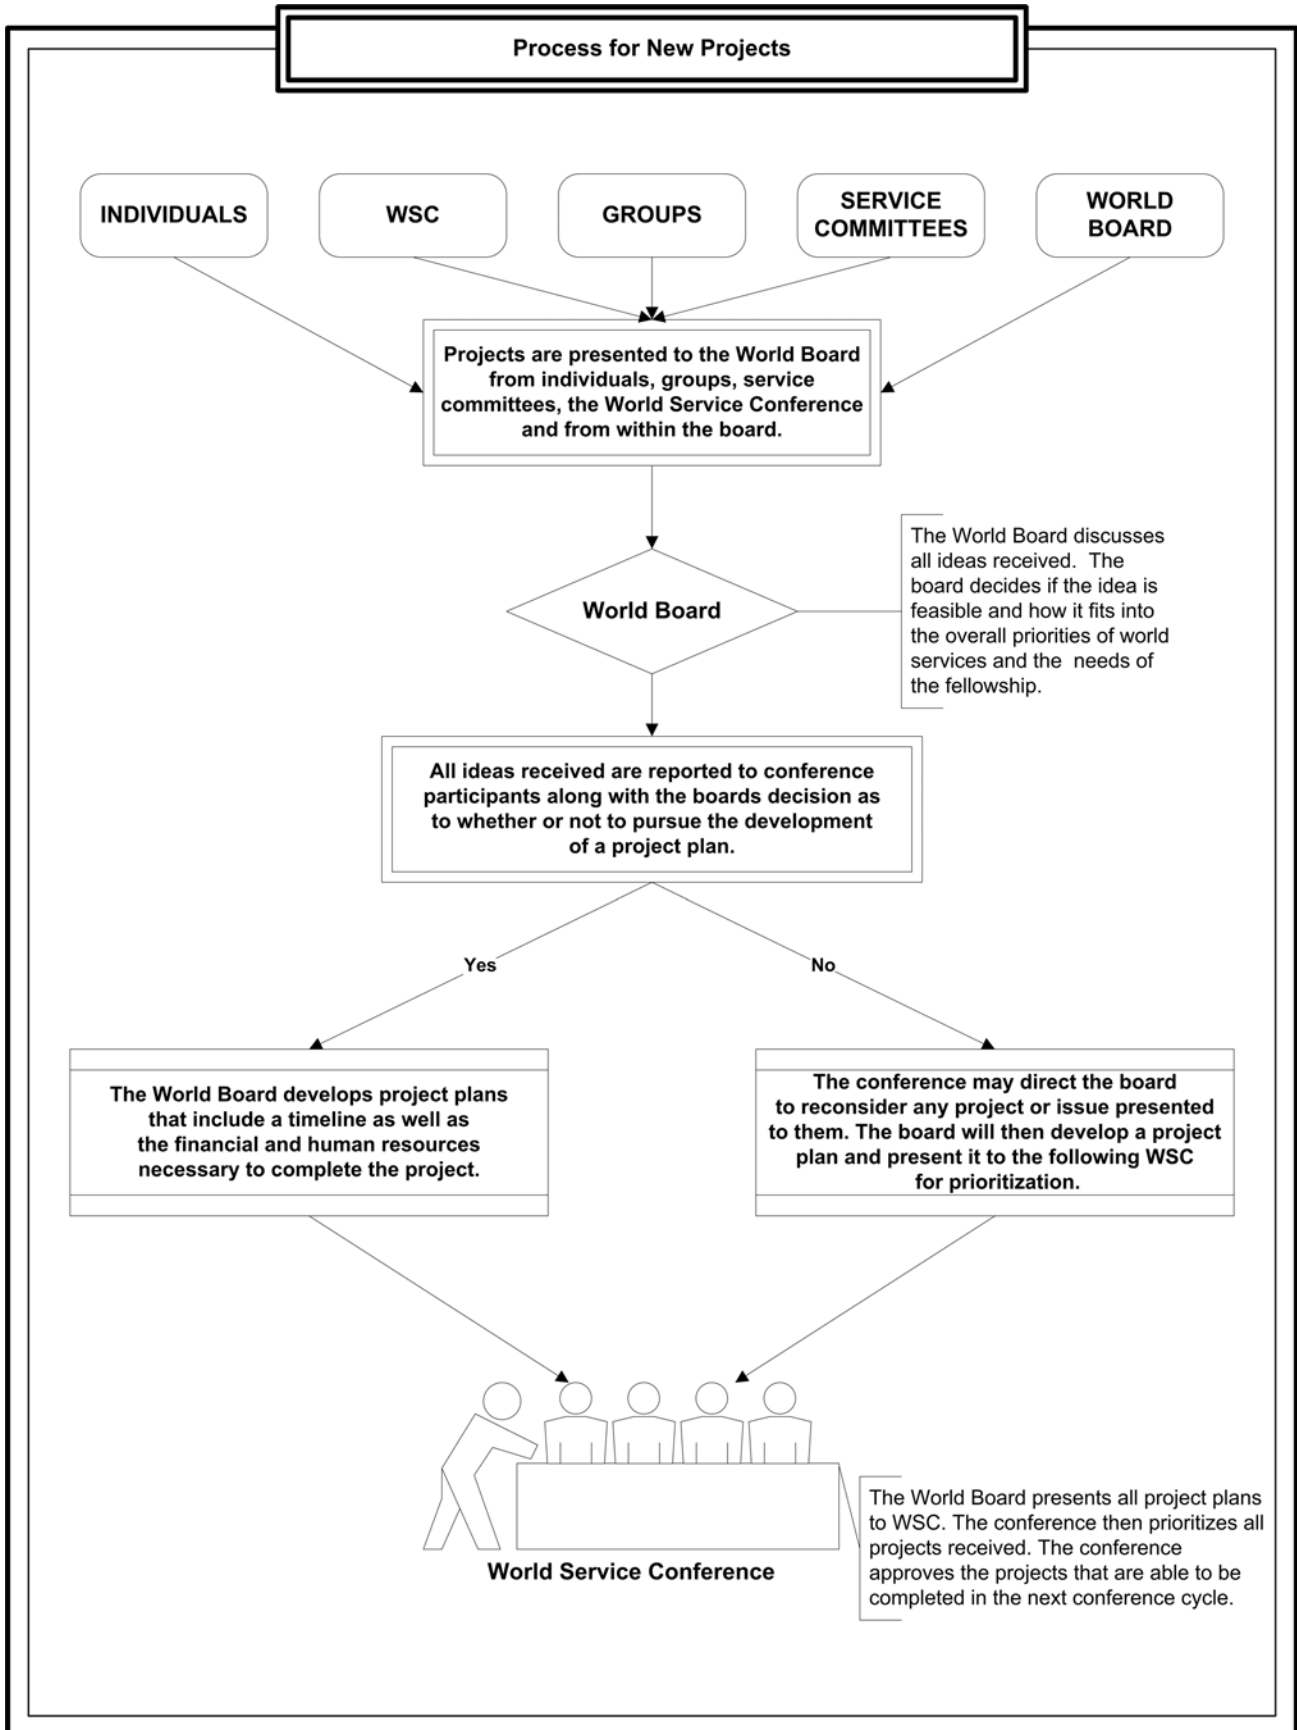 Process for New Projects
INDIVIDUALS
WSC
GROUPS
SERVICE
COMMITTEES
WORLD
BOARD
Projects are presented to the World Board
from individuals, groups, service
committees, the World Service Conference
and from within the board.
World Board
The World Board discusses
all ideas received. The
board decides if the idea is
feasible and how it fits into
the overall priorities of world
services and the needs of
the fellowship.
All ideas received are reported to conference
participants along with the boards decision as
to whether or not to pursue the development
of a project plan.
Yes
No
The World Board develops project plans
that include a timeline as well as
the financial and human resources
necessary to complete the project.
The conference may direct the board
to reconsider any project or issue presented
to them. The board will then develop a project
plan and present it to the following WSC
for prioritization.
World Service Conference
The World Board presents all project plans
to WSC. The conference then prioritizes all
projects received. The conference
approves the projects that are able to be
completed in the next conference cycle.